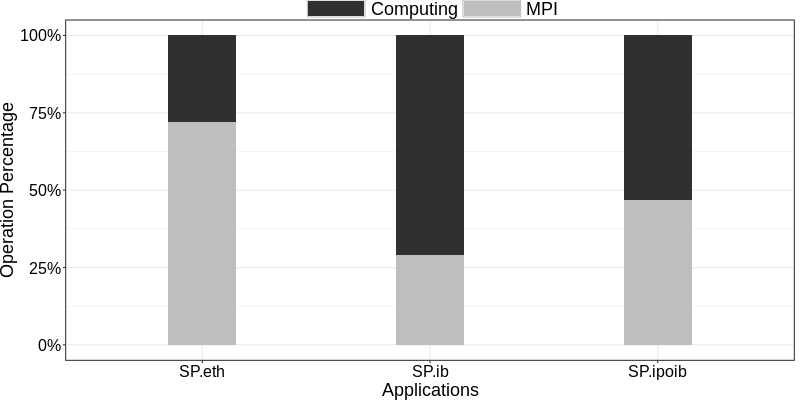 Computing MPI
Operation Percentage
100%
75%
50%
25%
0%
SP.eth SP.ib SP.ipoib
Applications